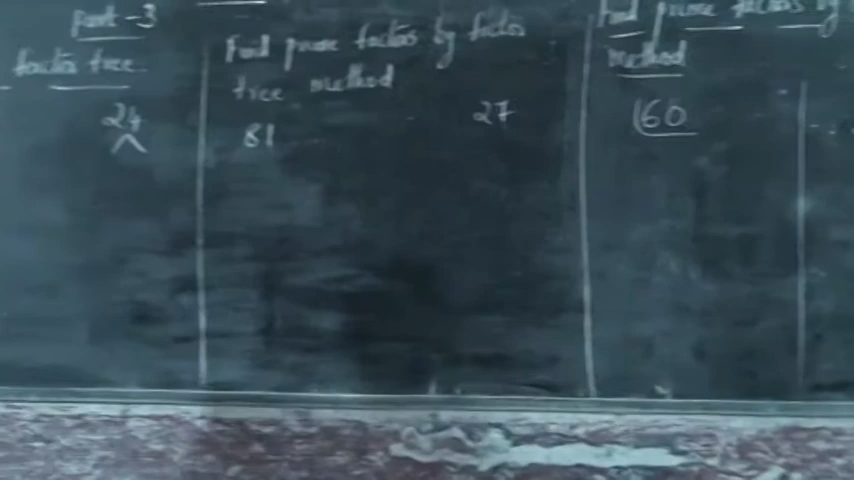 part-3
factor tree
24
Find prime factors by factor
tree method
81 27
Find prime factors by
method
60